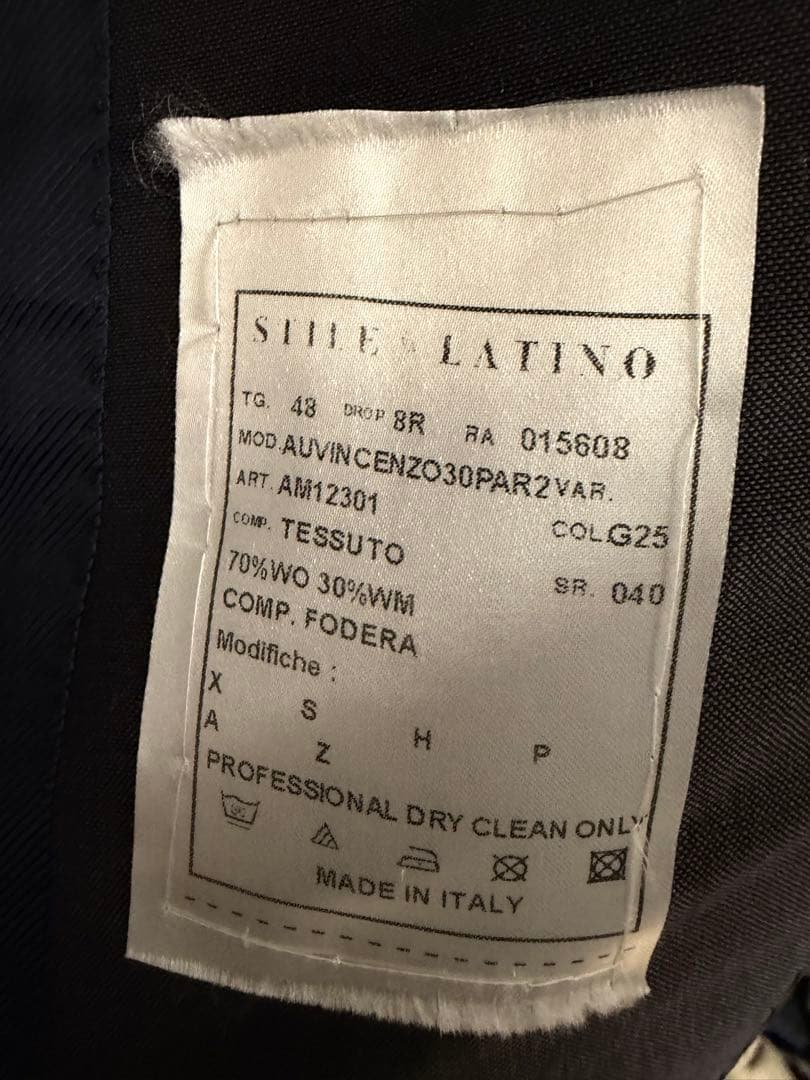 STILE LATINO
TG. 48 DROP 8R RA 015608
MOD.AUVINCENZO30PAR2VAR.
ART. AM12301 COL.G25
COMP. TESSUTO
70%WO 30%WM SR. 040
COMP. FODERA
Modifiche :
X S H P
A Z
PROFESSIONAL DRY CLEAN ONLY
MADE IN ITALY